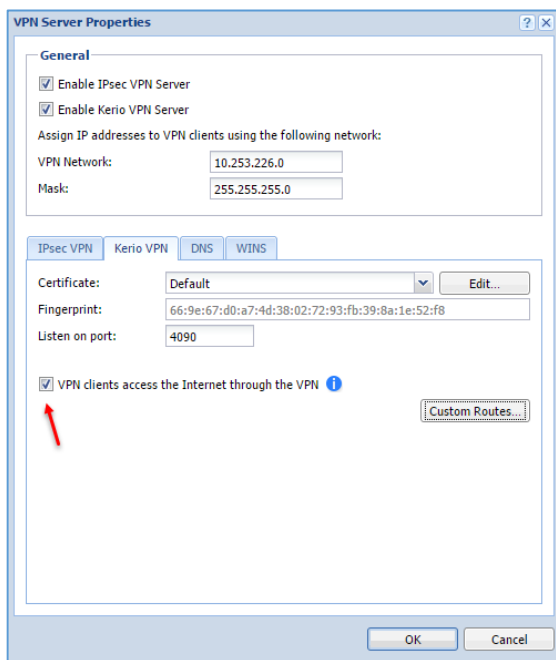 VPN Server Properties
General
Enable IPsec VPN Server
Enable Kerio VPN Server
Assign IP addresses to VPN clients using the following network:
VPN Network: 10.253.226.0
Mask: 255.255.255.0
IPsec VPN Kerio VPN DNS WINS
Certificate: Default Edit...
Fingerprint: 66:9e:67:d0:a7:4d:38:02:72:93:fb:39:8a:1e:52:f8
Listen on port: 4090
VPN clients access the Internet through the VPN
Custom Routes...
OK Cancel